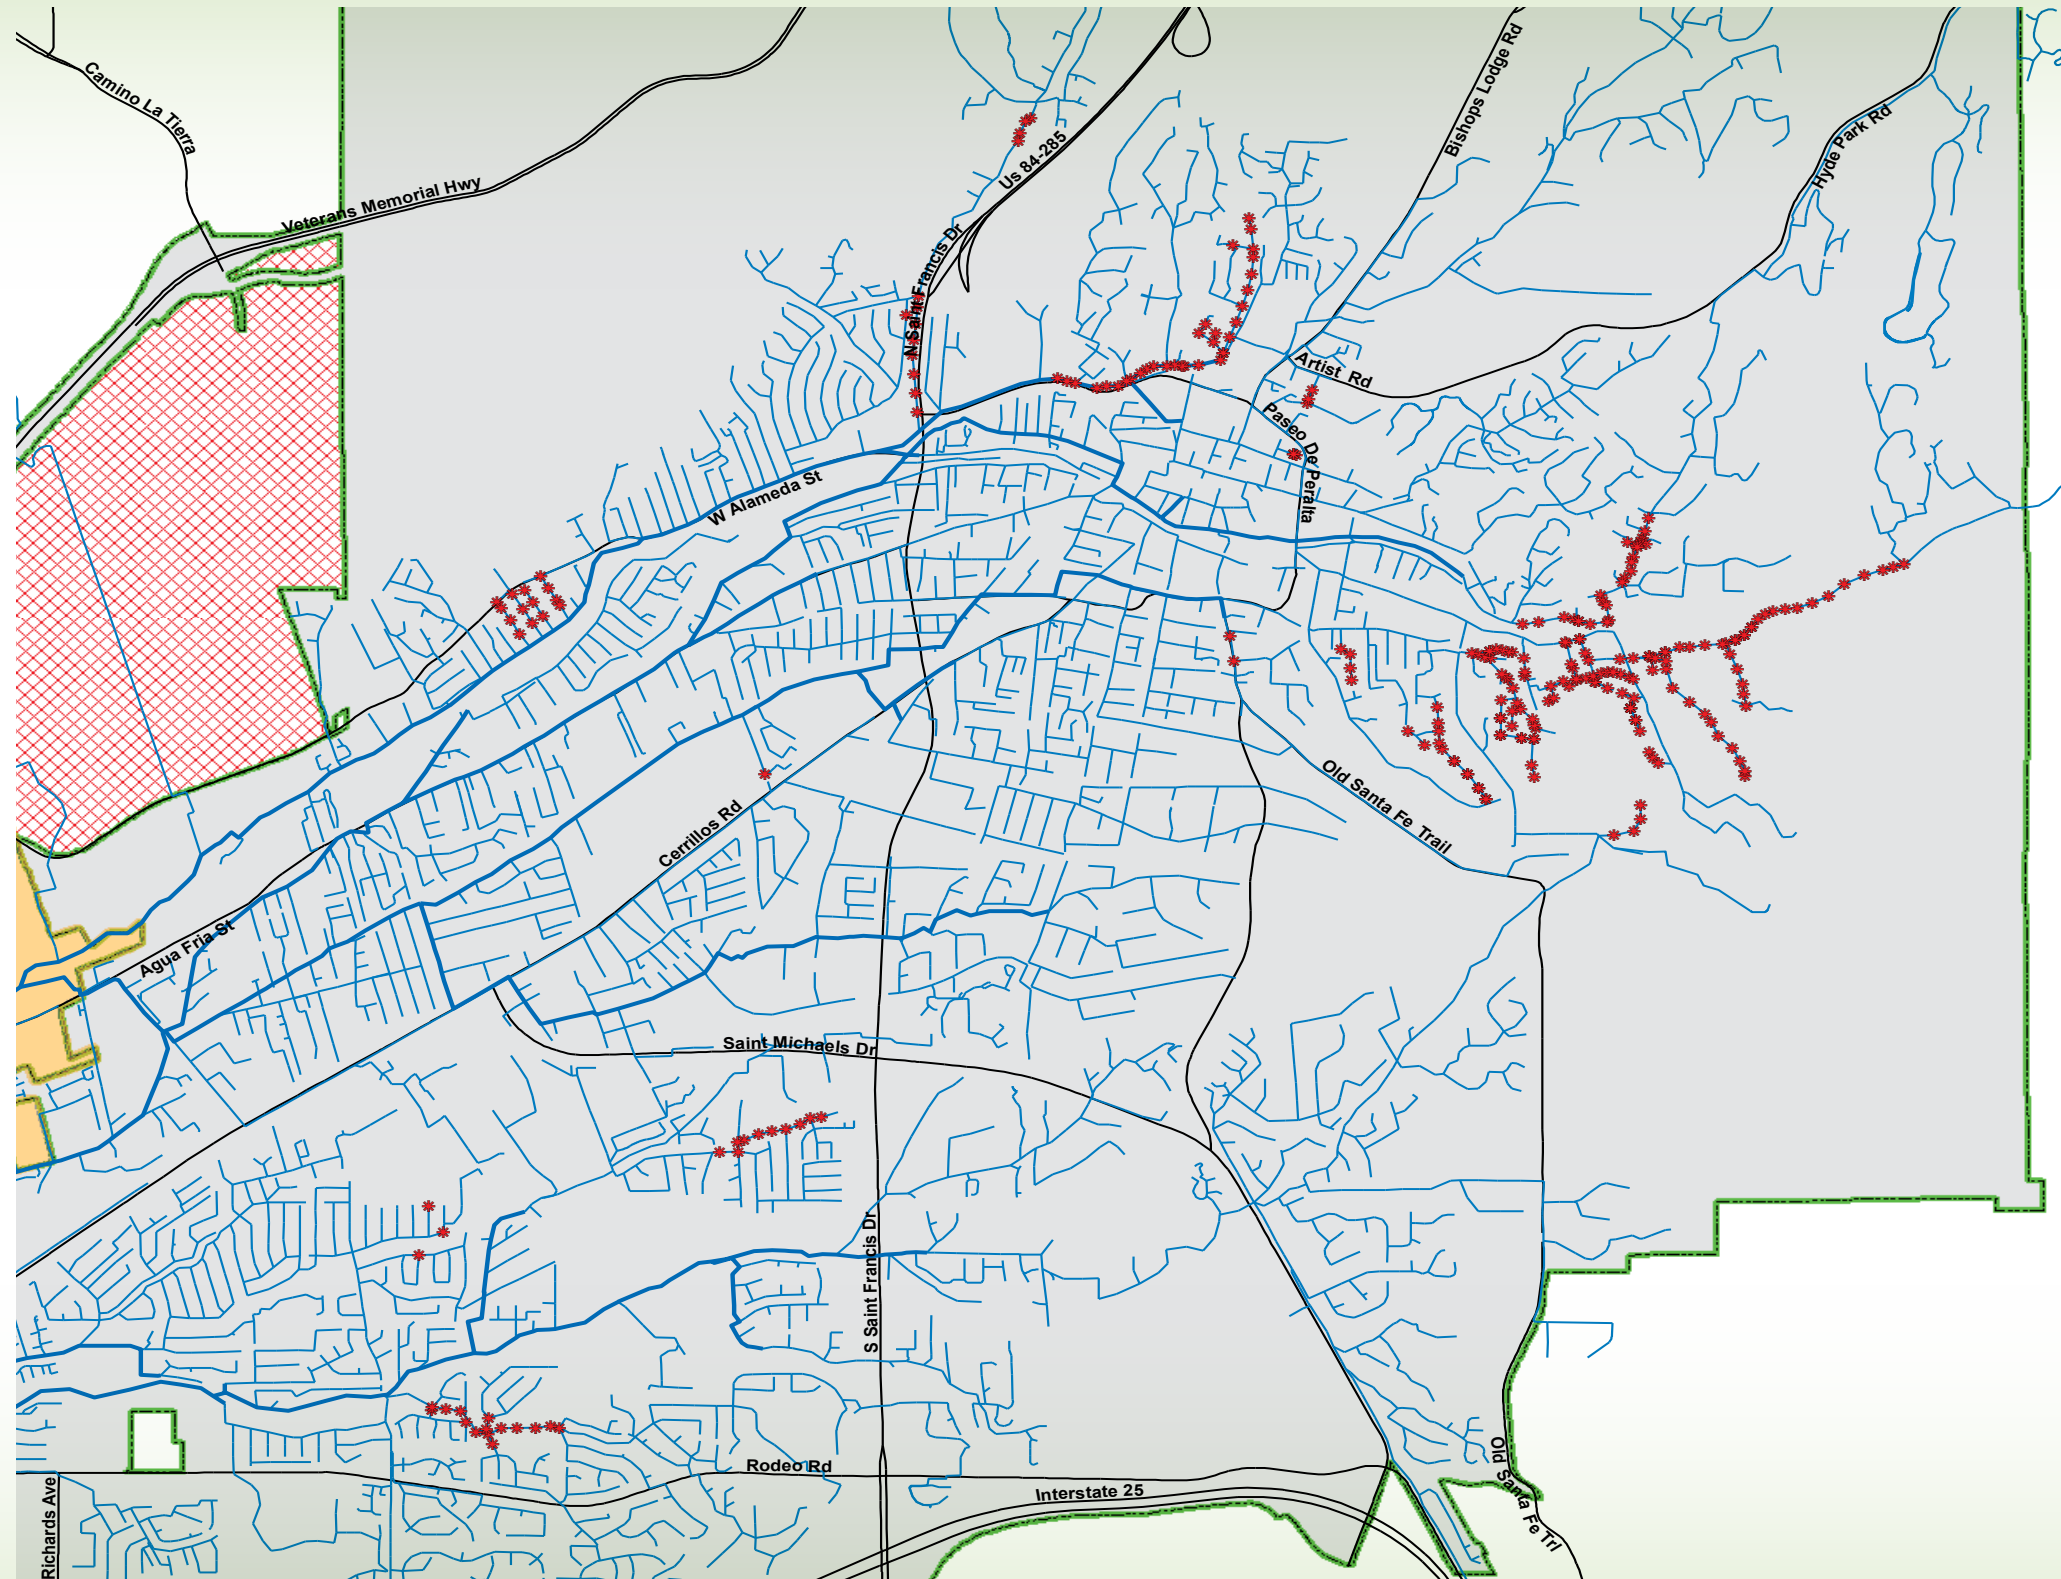 Camino La Tierra
Veterans Memorial Hwy
Us 84-285
N Saint Francis Dr
Bishops Lodge Rd
Hyde Park Rd
Artist Rd
Paseo De Peralta
W Alameda St
Old Santa Fe Trail
Cerrillos Rd
Agua Fria St
Saint Michaels Dr
S Saint Francis Dr
Rodeo Rd
Interstate 25
Richards Ave
Old Santa Fe Trl